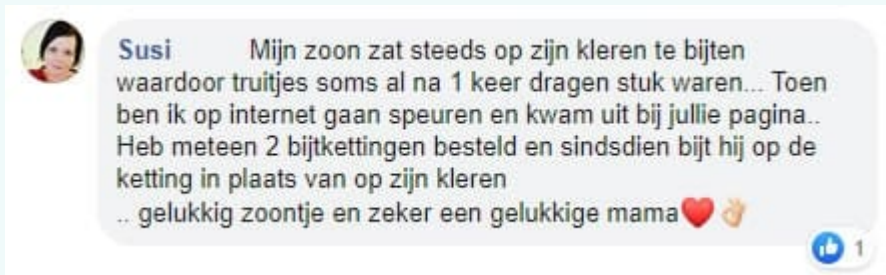 Susi Mijn zoon zat steeds op zijn kleren te bijten
waardoor truitjes soms al na 1 keer dragen stuk waren... Toen
ben ik op internet gaan speuren en kwam uit bij jullie pagina..
Heb meteen 2 bijtkettingen besteld en sindsdien bijt hij op de
ketting in plaats van op zijn kleren
.. gelukkig zoontje en zeker een gelukkige mama❤️👌🏻
1